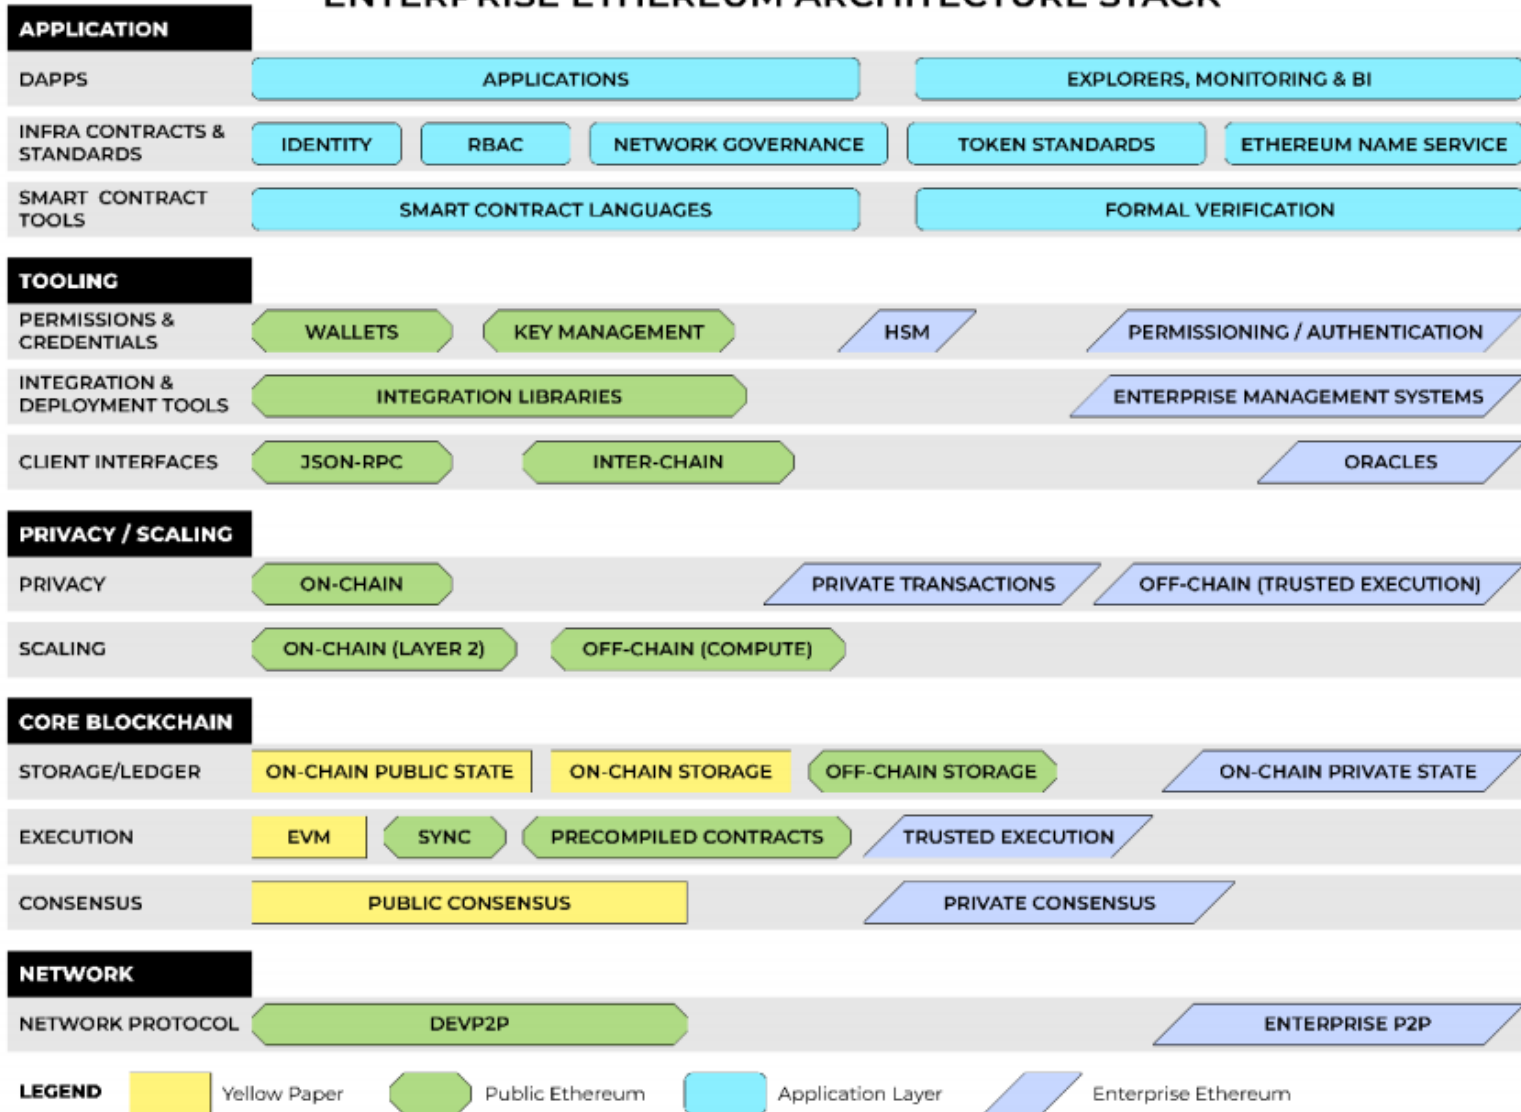 ENTERPRISE ETHEREUM ARCHITECTURE STACK
APPLICATION
DAPPS
APPLICATIONS
EXPLORERS, MONITORING & BI
INFRA CONTRACTS &
STANDARDS
IDENTITY
RBAC
NETWORK GOVERNANCE
TOKEN STANDARDS
ETHEREUM NAME SERVICE
SMART CONTRACT
TOOLS
SMART CONTRACT LANGUAGES
FORMAL VERIFICATION
TOOLING
PERMISSIONS &
CREDENTIALS
WALLETS
KEY MANAGEMENT
HSM
PERMISSIONING / AUTHENTICATION
INTEGRATION &
DEPLOYMENT TOOLS
INTEGRATION LIBRARIES
ENTERPRISE MANAGEMENT SYSTEMS
CLIENT INTERFACES
JSON-RPC
INTER-CHAIN
ORACLES
PRIVACY / SCALING
PRIVACY
ON-CHAIN
PRIVATE TRANSACTIONS
OFF-CHAIN (TRUSTED EXECUTION)
SCALING
ON-CHAIN (LAYER 2)
OFF-CHAIN (COMPUTE)
CORE BLOCKCHAIN
STORAGE/LEDGER
ON-CHAIN PUBLIC STATE
ON-CHAIN STORAGE
OFF-CHAIN STORAGE
ON-CHAIN PRIVATE STATE
EXECUTION
EVM
SYNC
PRECOMPILED CONTRACTS
TRUSTED EXECUTION
CONSENSUS
PUBLIC CONSENSUS
PRIVATE CONSENSUS
NETWORK
NETWORK PROTOCOL
DEVP2P
ENTERPRISE P2P
LEGEND
Yellow Paper
Public Ethereum
Application Layer
Enterprise Ethereum